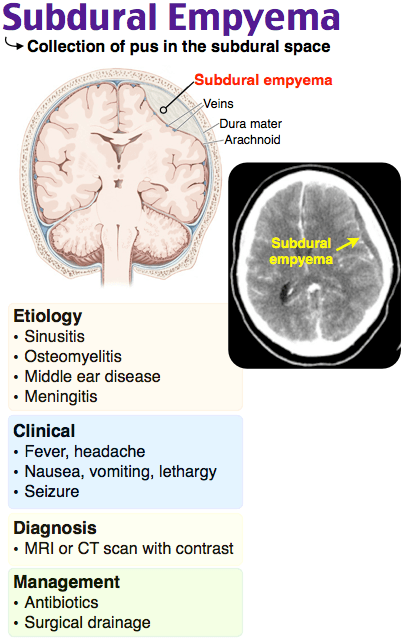 Subdural Empyema
Collection of pus in the subdural space
Subdural empyema
Veins
Dura mater
Arachnoid
Subdural
empyema
Etiology
• Sinusitis
• Osteomyelitis
• Middle ear disease
• Meningitis
Clinical
• Fever, headache
• Nausea, vomiting, lethargy
• Seizure
Diagnosis
• MRI or CT scan with contrast
Management
• Antibiotics
• Surgical drainage